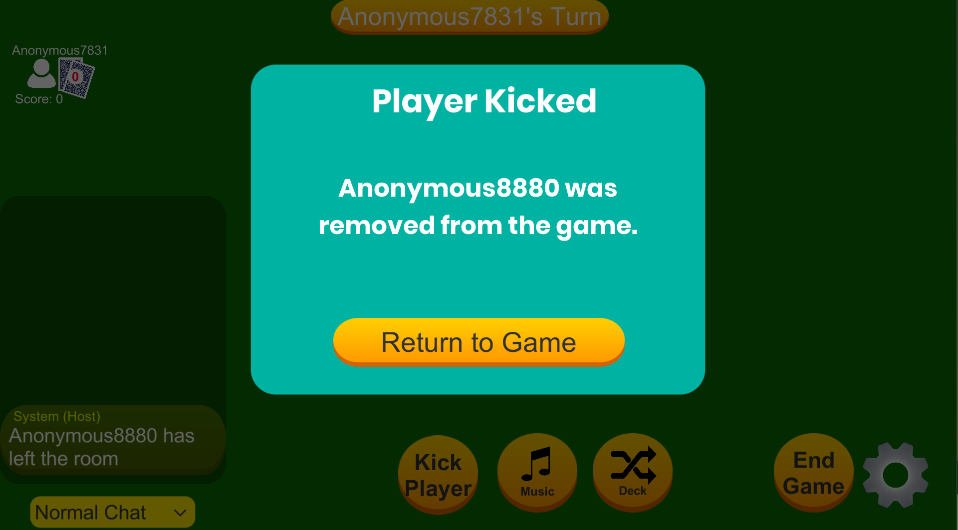 Anonymous7831's Turn
Anonymous7831
0
Score: 0
Player Kicked
Anonymous8880 was
removed from the game.
Return to Game
System (Host)
Anonymous8880 has
left the room
Normal Chat
Kick
Player
Music
Deck
End
Game